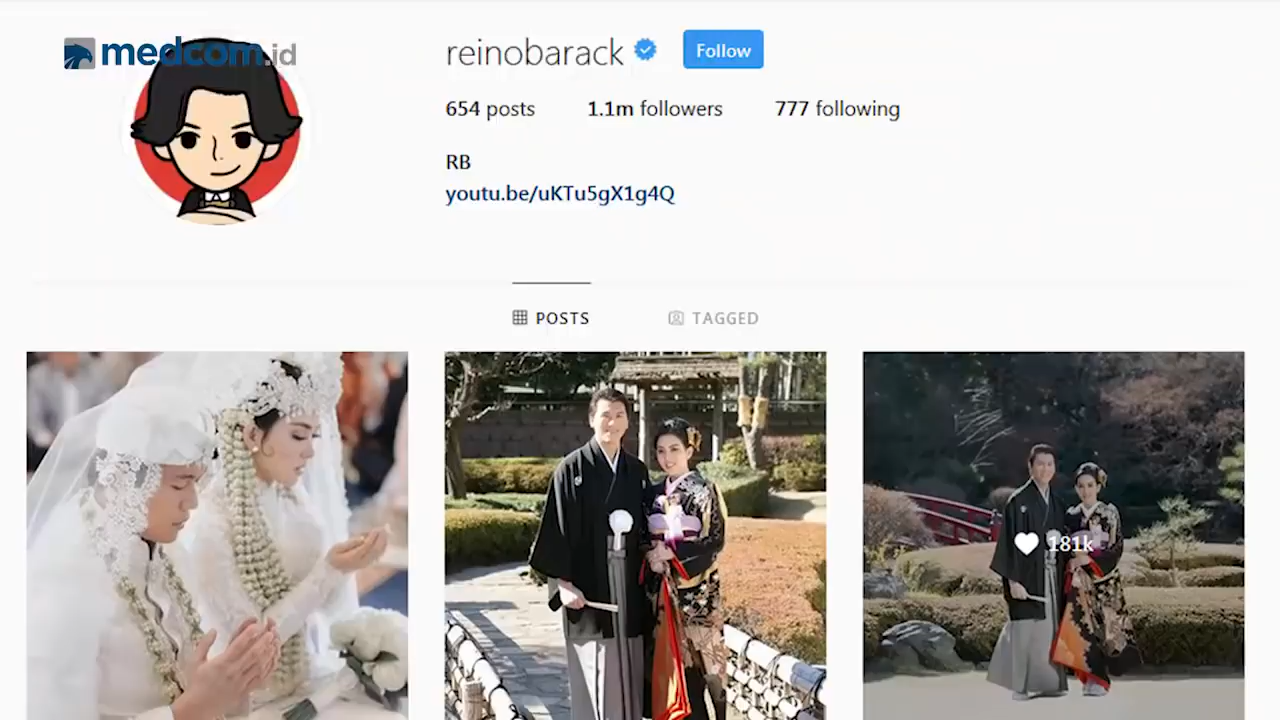 medcom.id
reinobarack
Follow
654 posts 1.1m followers 777 following
RB
youtu.be/uKTu5gX1g4Q
POSTS TAGGED
181k